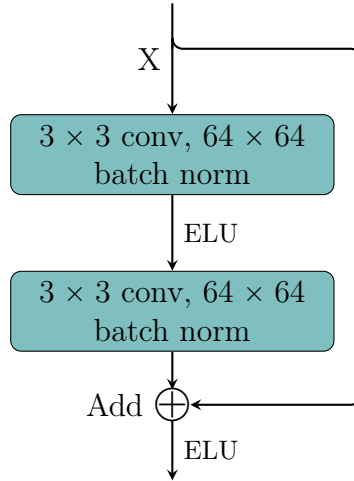 X
3 × 3 conv, 64 × 64
batch norm
ELU
3 × 3 conv, 64 × 64
batch norm
Add
ELU